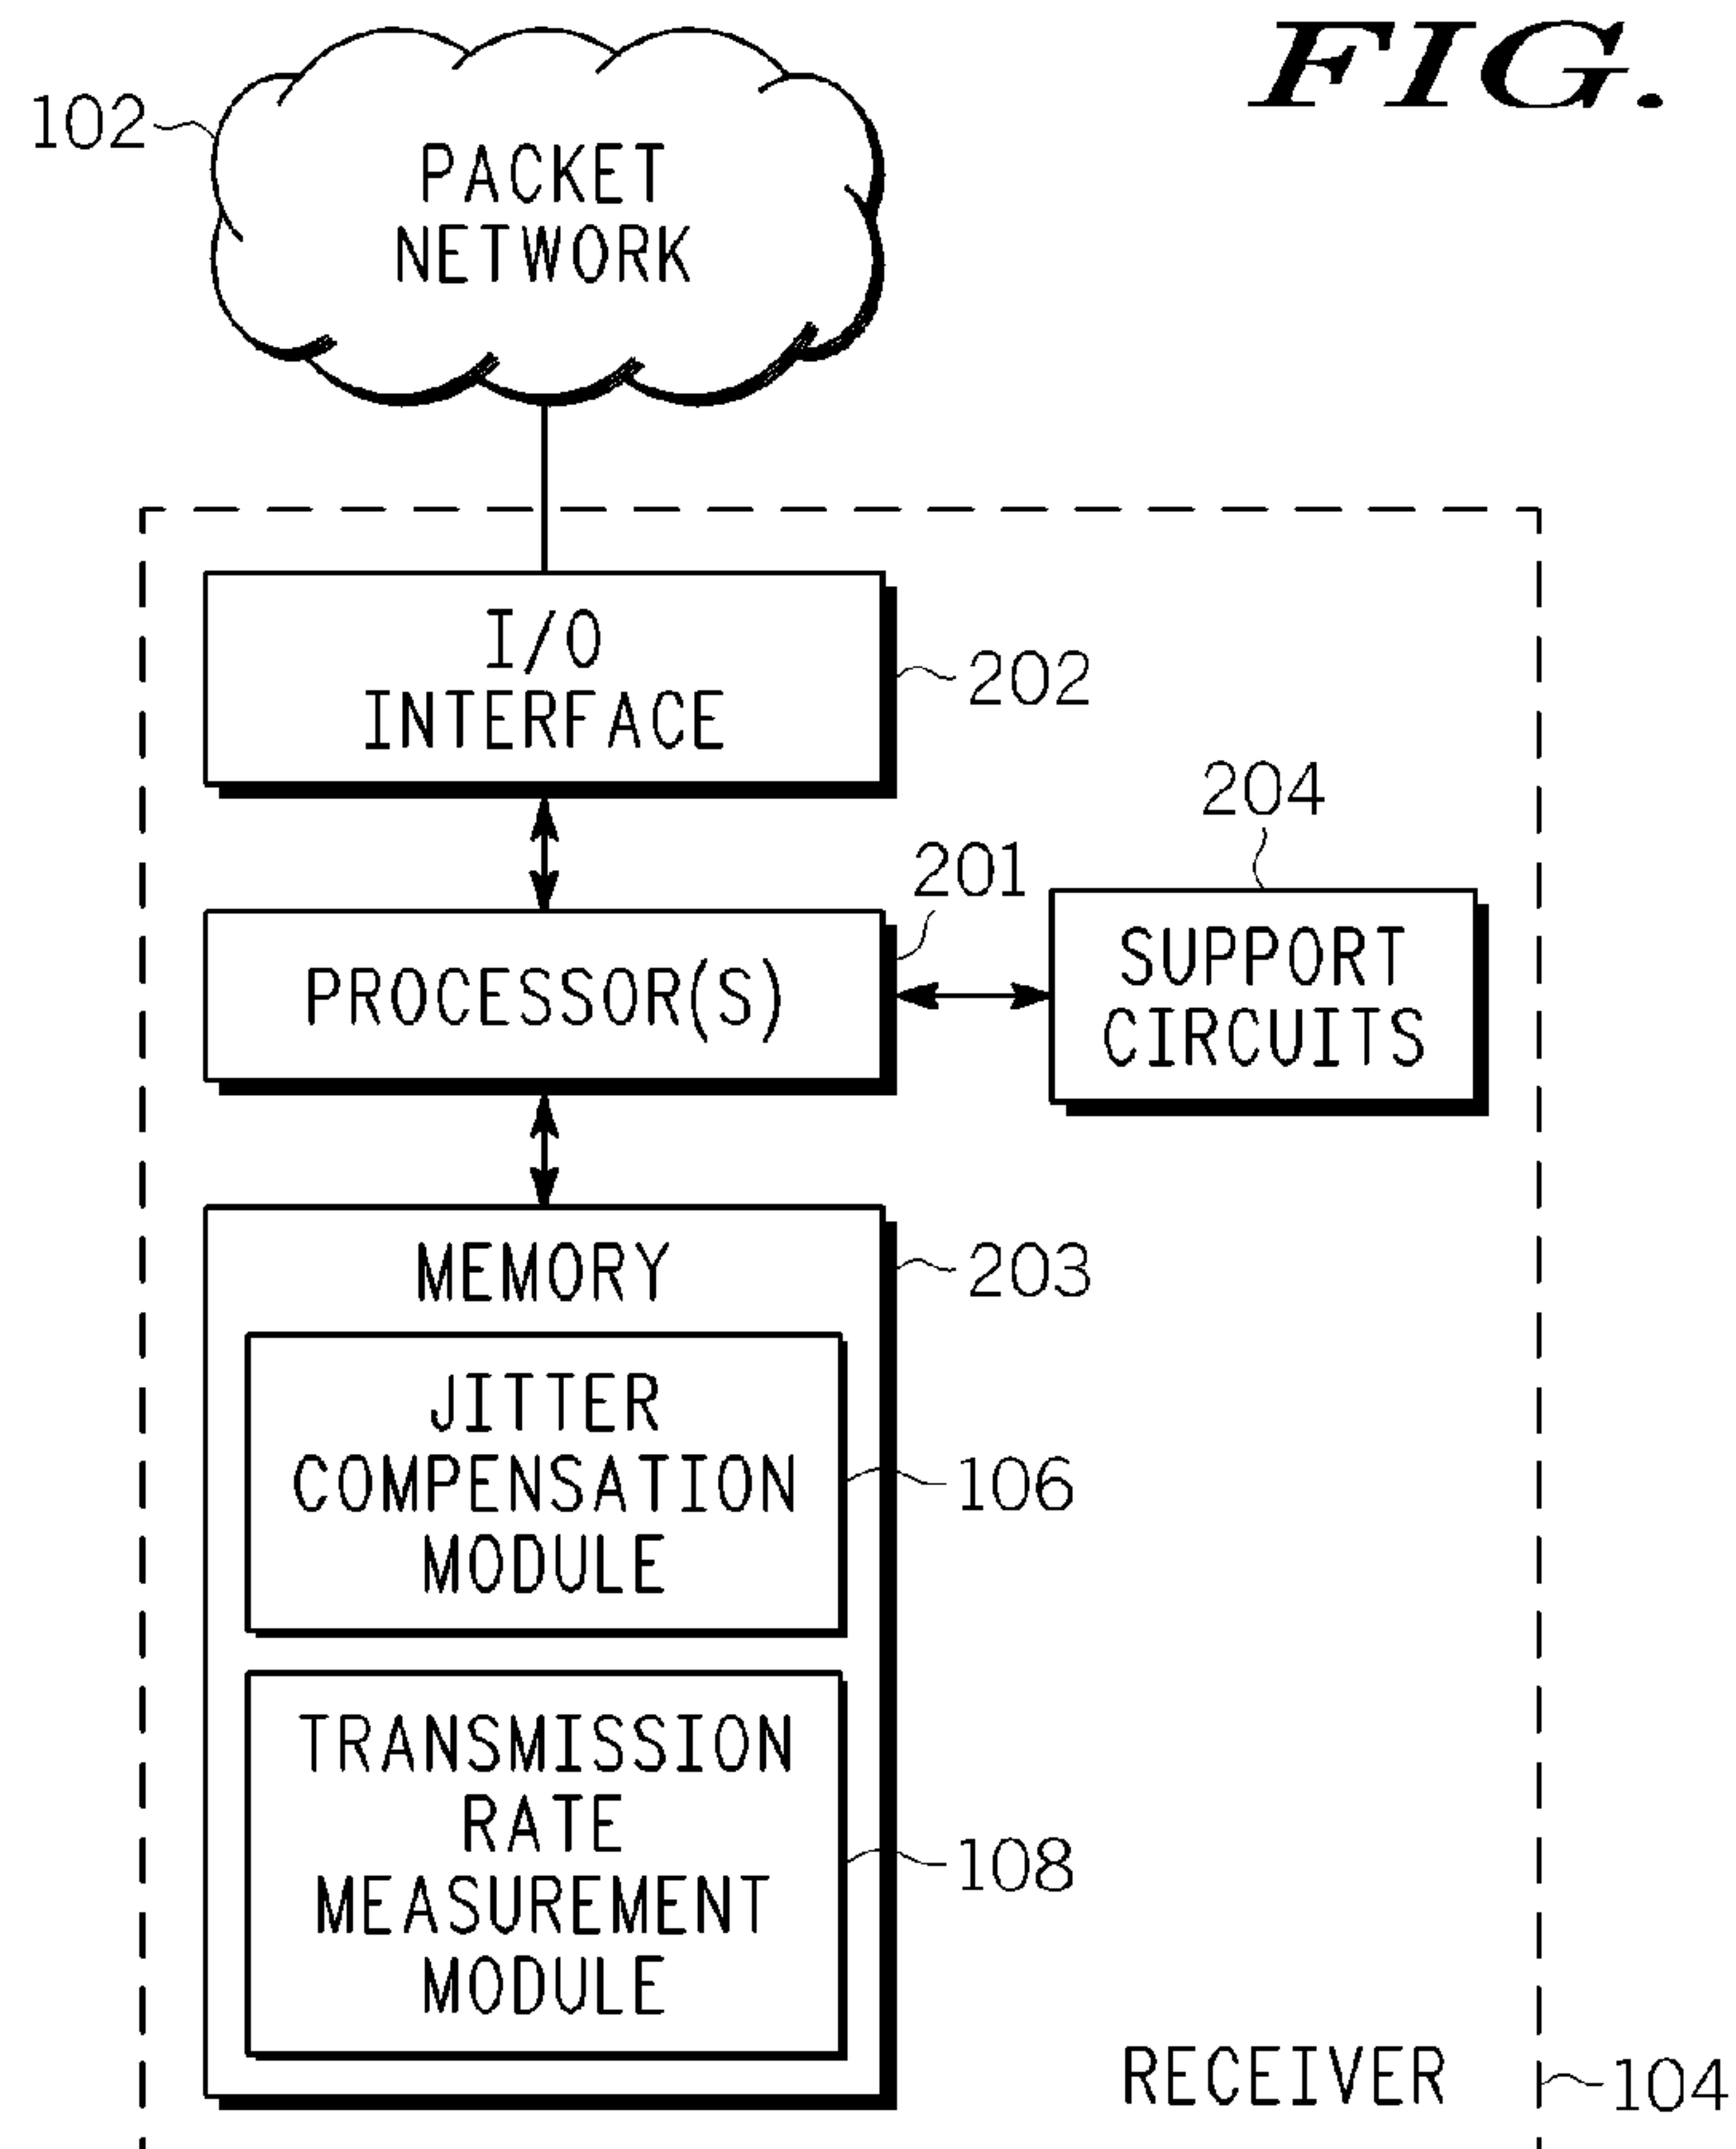 FIG.
102
PACKET
NETWORK
I/O
INTERFACE
202
204
201
PROCESSOR(S)
SUPPORT
CIRCUITS
MEMORY
203
JITTER
COMPENSATION
MODULE
106
TRANSMISSION
RATE
MEASUREMENT
MODULE
108
RECEIVER
104